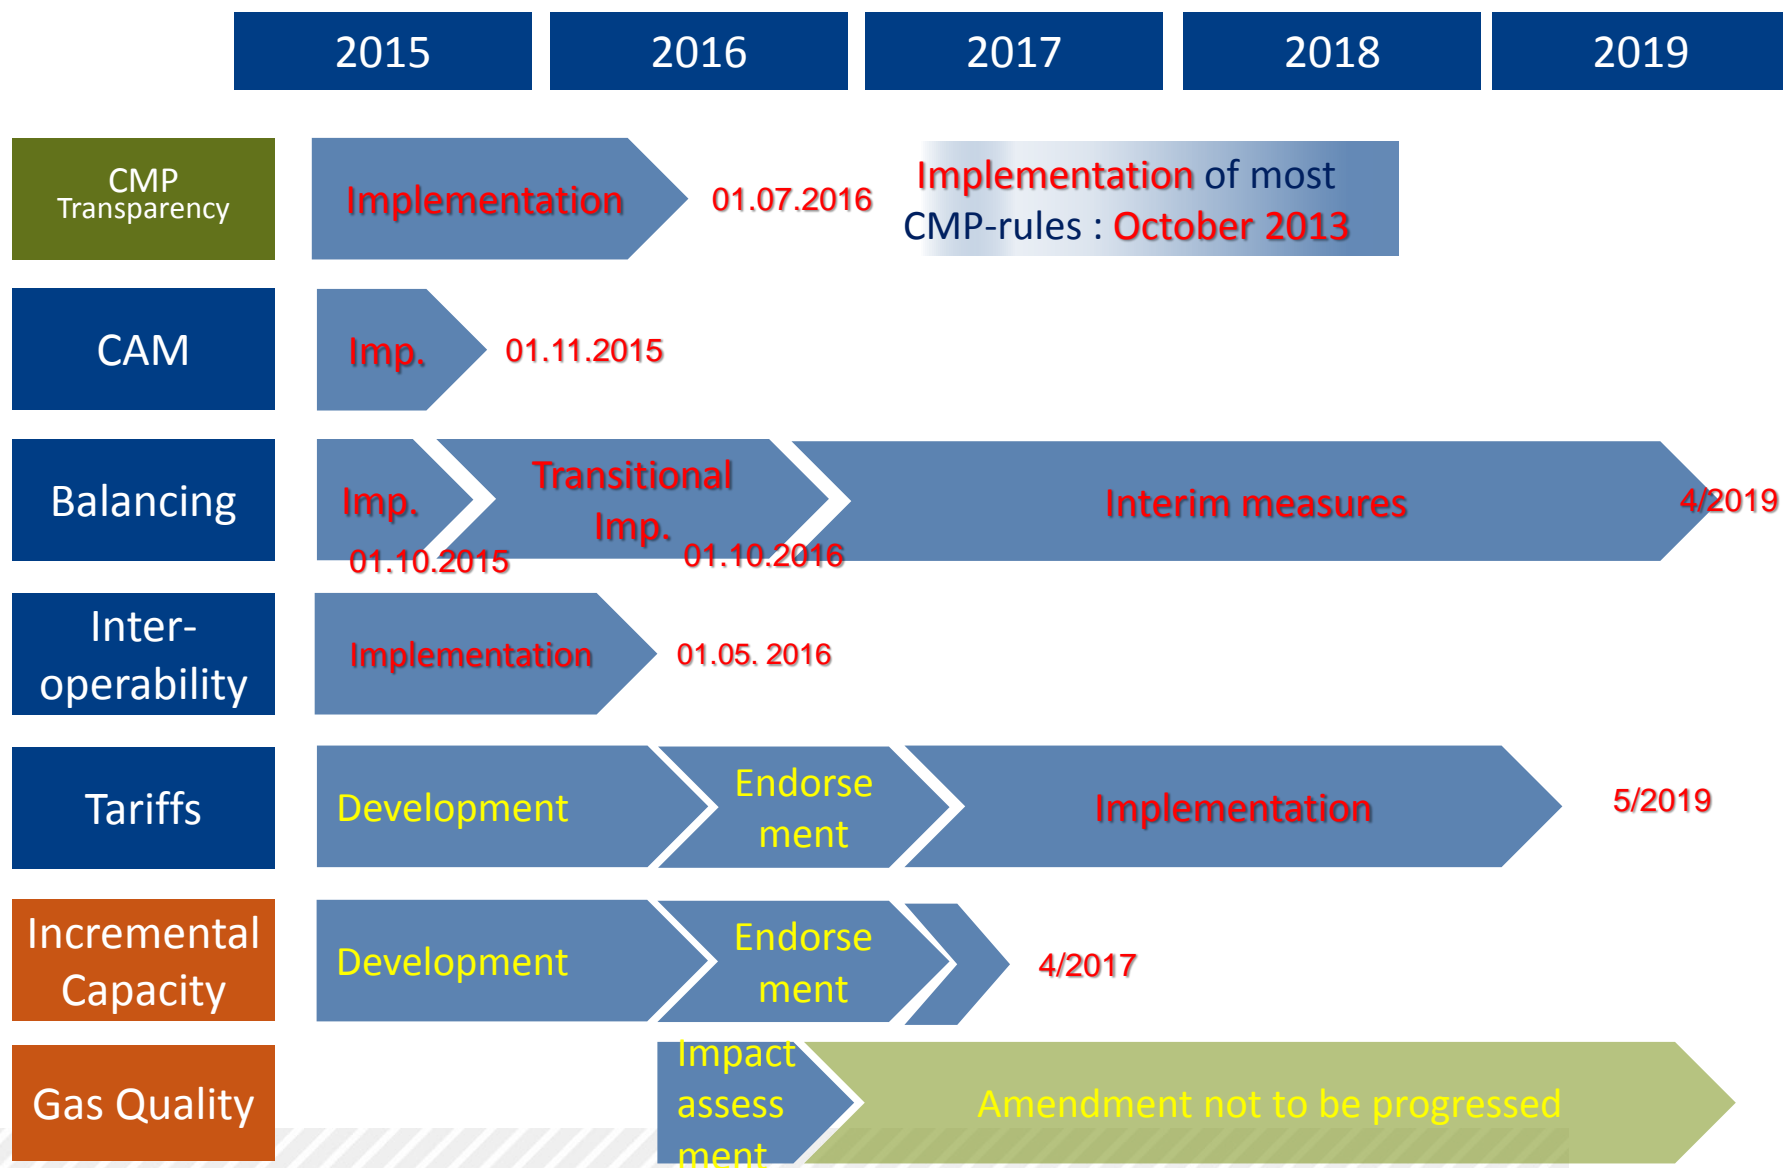 2015 2016 2017 2018 2019
CMP
Transparency
Implementation
01.07.2016
Implementation of most
CMP-rules : October 2013
CAM
Imp.
01.11.2015
Balancing
Imp.
01.10.2015
Transitional
Imp.
01.10.2016
Interim measures
4/2019
Inter-
operability
Implementation
01.05. 2016
Tariffs
Development
Endorse
ment
Implementation
5/2019
Incremental
Capacity
Development
Endorse
ment
4/2017
Gas Quality
Impact
assess
ment
Amendment not to be progressed